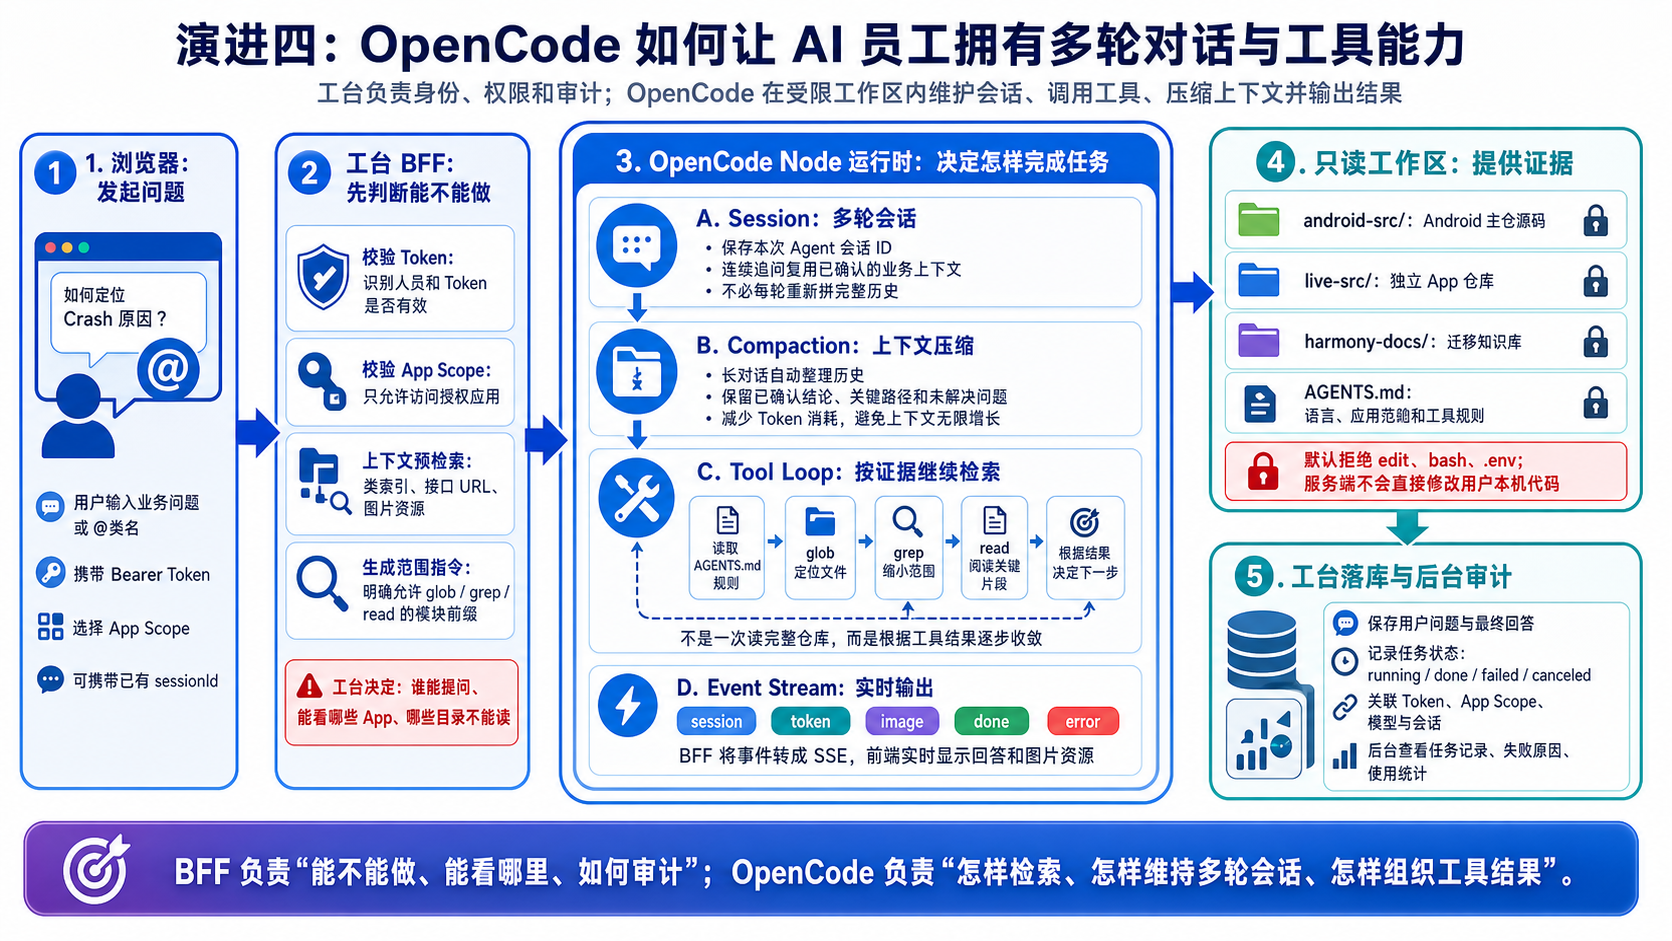 演进四：OpenCode 如何让 AI 员工拥有多轮对话与工具能力
工台负责身份、权限和审计；OpenCode 在受限工作区内维护会话、调用工具、压缩上下文并输出结果
1
1. 浏览器：
发起问题
如何定位
Crash 原因？
@
用户输入业务问题
或 @类名
携带 Bearer Token
选择 App Scope
可携带已有 sessionId
2
工台 BFF：
先判断能不能做
校验 Token：
识别人员和 Token
是否有效
校验 App Scope：
只允许访问授权应用
上下文预检索：
类索引、接口 URL、
图片资源
生成范围指令：
明确允许 glob / grep /
read 的模块前缀
工台决定：谁能提问、
能看哪些 App、哪些目录不能读
3. OpenCode Node 运行时：决定怎样完成任务
A. Session：多轮会话
• 保存本次 Agent 会话 ID
• 连续追问复用已确认的业务上下文
• 不必每轮重新拼完整历史
B. Compaction：上下文压缩
• 长对话自动整理历史
• 保留已确认结论、关键路径和未解决问题
• 减少 Token 消耗，避免上下文无限增长
C. Tool Loop：按证据继续检索
读取
AGENTS.md
规则
glob
定位文件
grep
缩小范围
read
阅读关键
片段
根据结果
决定下一步
不是一次读完整仓库，而是根据工具结果逐步收敛
D. Event Stream：实时输出
session
token
image
done
error
BFF 将事件转成 SSE，前端实时显示回答和图片资源
4. 只读工作区：提供证据
android-src/：Android 主仓源码
live-src/：独立 App 仓库
harmony-docs/：迁移知识库
AGENTS.md：
语言、应用范和工具规则
默认拒绝 edit、bash、.env；
服务端不会直接修改用户本机代码
5. 工台落库与后台审计
保存用户问题与最终回答
记录任务状态：
running / done / failed / canceled
关联 Token、App Scope、
模型与会话
后台查看任务记录、失败原因、
使用统计
BFF 负责“能不能做、能看哪里、如何审计”；OpenCode 负责“怎样检索、怎样维持多轮会话、怎样组织工具结果”。